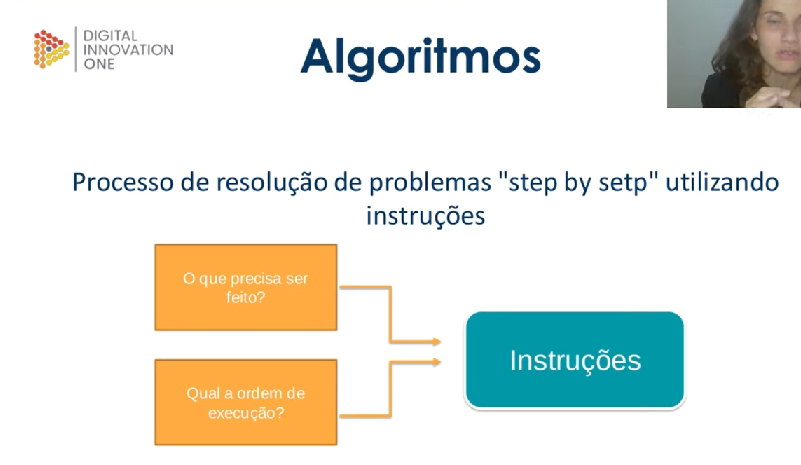 DIGITAL
INNOVATION
ONE
Algoritmos
Processo de resolução de problemas "step by setp" utilizando
instruções
O que precisa ser
feito?
Qual a ordem de
execução?
Instruções